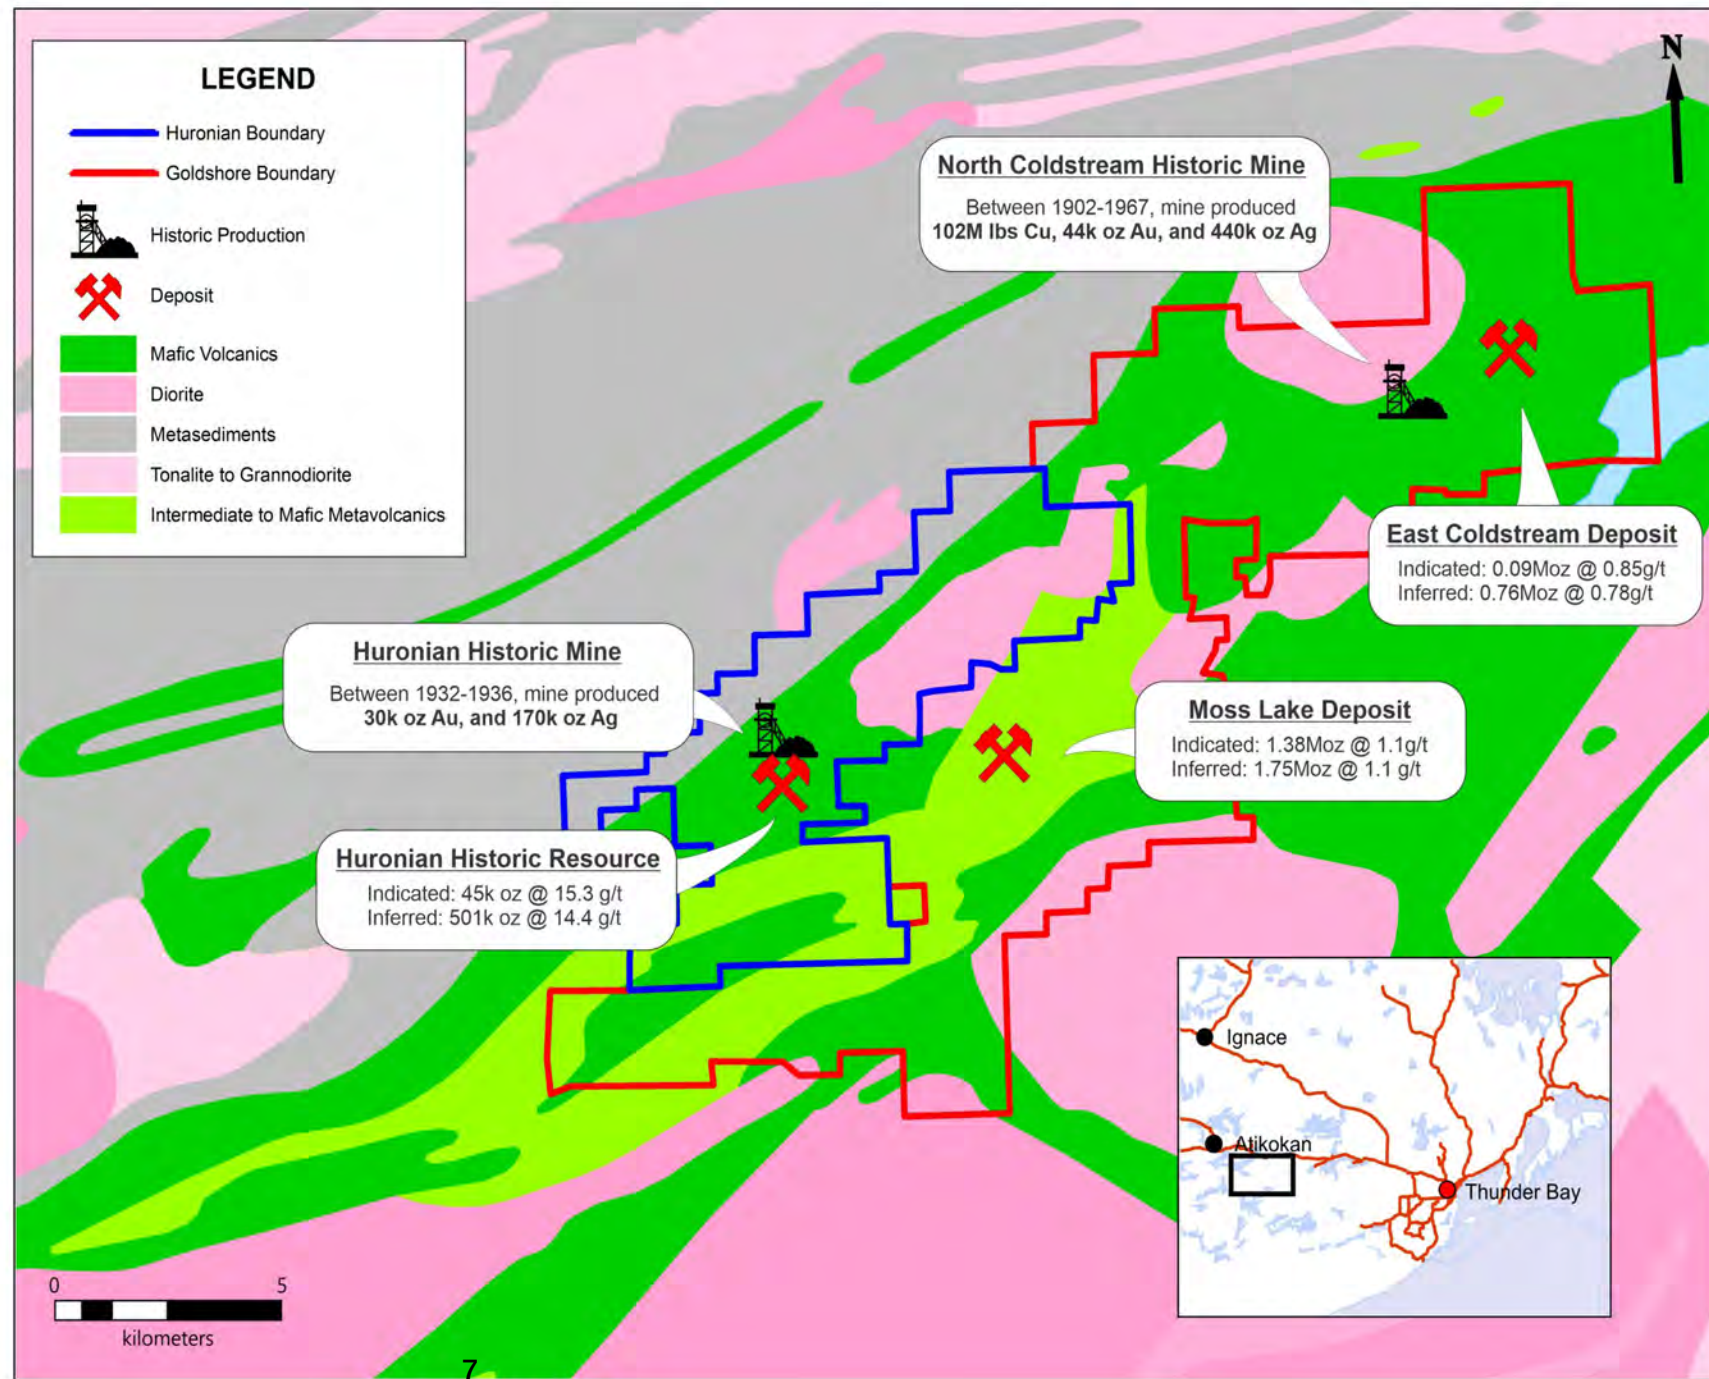 LEGEND
Huronian Boundary
Goldshore Boundary
Historic Production
Deposit
Mafic Volcanics
Diorite
Metasediments
Tonalite to Grannodiorite
Intermediate to Mafic Metavolcanics
N
North Coldstream Historic Mine
Between 1902-1967, mine produced
102M lbs Cu, 44k oz Au, and 440k oz Ag
East Coldstream Deposit
Indicated: 0.09Moz @ 0.85g/t
Inferred: 0.76Moz @ 0.78g/t
Huronian Historic Mine
Between 1932-1936, mine produced
30k oz Au, and 170k oz Ag
Moss Lake Deposit
Indicated: 1.38Moz @ 1.1g/t
Inferred: 1.75Moz @ 1.1 g/t
Huronian Historic Resource
Indicated: 45k oz @ 15.3 g/t
Inferred: 501k oz @ 14.4 g/t
Ignace
Atikokan
Thunder Bay
0 5
kilometers
7